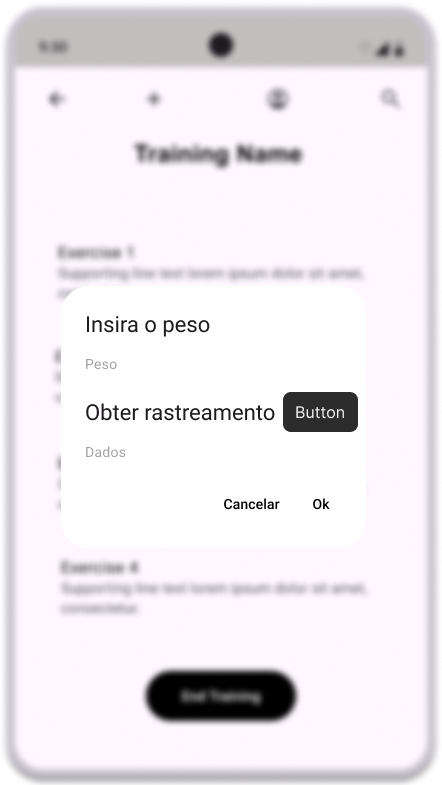 9:30
Training Name
Exercise 1
Supporting line text lorem ipsum dolor sit amet,
Insira o peso
Peso
Obter rastreamento Button
Dados
Cancelar Ok
Exercise 4
Supporting line text lorem ipsum dolor sit amet,
consectetur.
End Training